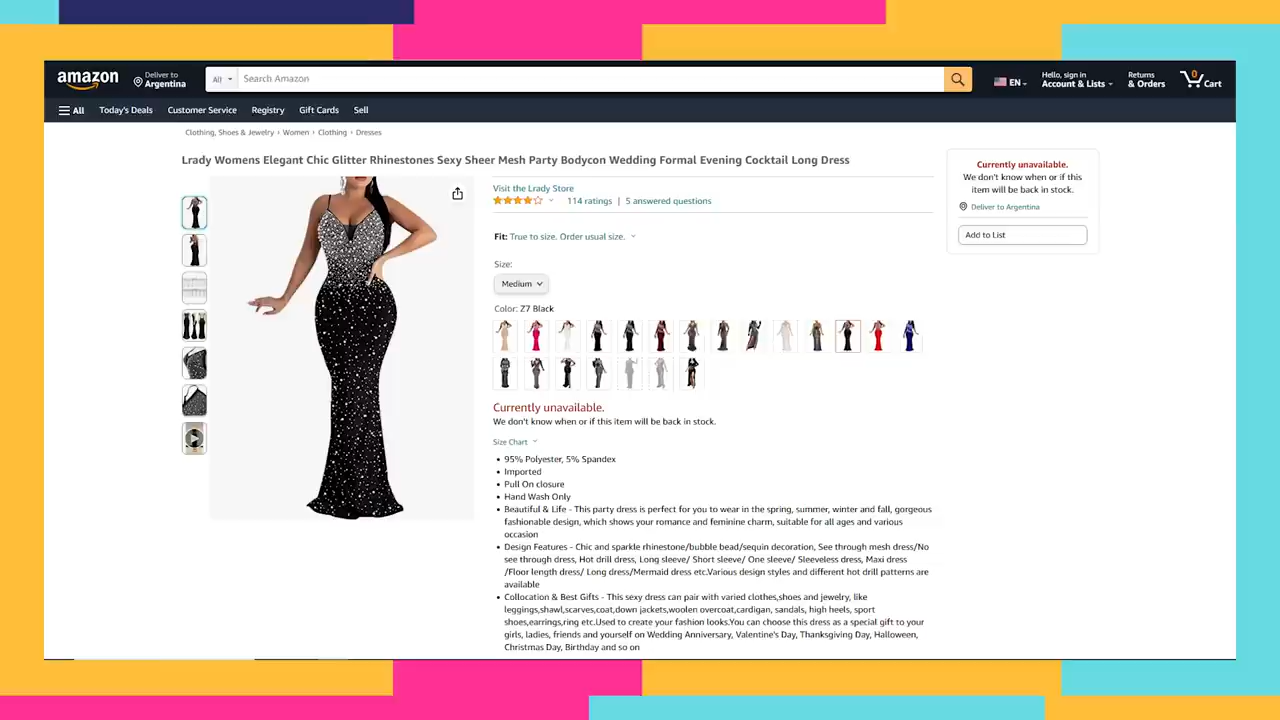 amazon
Deliver to
Argentina
All
Search Amazon
EN
Hello, sign in
Account & Lists
Returns
& Orders
0
Cart
All
Today's Deals
Customer Service
Registry
Gift Cards
Sell
Clothing, Shoes & Jewelry › Women › Clothing › Dresses
Lrady Womens Elegant Chic Glitter Rhinestones Sexy Sheer Mesh Party Bodycon Wedding Formal Evening Cocktail Long Dress
Visit the Lrady Store
114 ratings | 5 answered questions
Fit: True to size. Order usual size.
Size:
Medium
Color: Z7 Black
Currently unavailable.
We don't know when or if this item will be back in stock.
Size Chart
• 95% Polyester, 5% Spandex
• Imported
• Pull On closure
• Hand Wash Only
• Beautiful & Life - This party dress is perfect for you to wear in the spring, summer, winter and fall, gorgeous
fashionable design, which shows your romance and feminine charm, suitable for all ages and various
occasion
• Design Features - Chic and sparkle rhinestone/bubble bead/sequin decoration, See through mesh dress/No
see through dress, Hot drill dress, Long sleeve/ Short sleeve/ One sleeve/ Sleeveless dress, Maxi dress
/Floor length dress/ Long dress/Mermaid dress etc.Various design styles and different hot drill patterns are
available
• Collocation & Best Gifts - This sexy dress can pair with varied clothes,shoes and jewelry, like
leggings,shawl,scarves,coat,down jackets,woolen overcoat,cardigan, sandals, high heels, sport
shoes,earrings,ring etc.Used to create your fashion looks.You can choose this dress as a special gift to your
girls, ladies, friends and yourself on Wedding Anniversary, Valentine's Day, Thanksgiving Day, Halloween,
Christmas Day, Birthday and so on
Currently unavailable.
We don't know when or if this
item will be back in stock.
Deliver to Argentina
Add to List